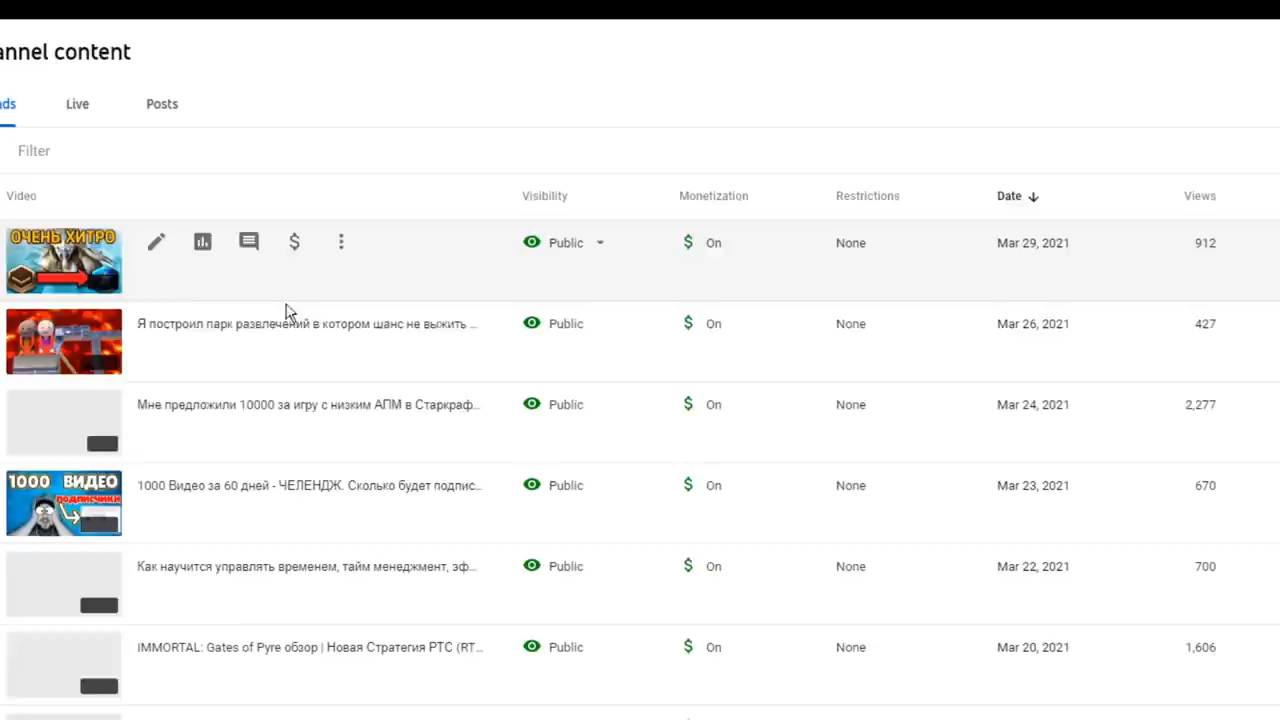 annel content
ads Live Posts
Filter
Video Visibility Monetization Restrictions Date Views
ОЧЕНЬ ХИТРО
Public $ On None Mar 29, 2021 912
Я построил парк развлечений в котором шанс не выжить ... Public $ On None Mar 26, 2021 427
Мне предложили 10000 за игру с низким АПМ в Старкраф... Public $ On None Mar 24, 2021 2,277
1000 ВИДЕО
ПОДПИСЧИКИ
1000 Видео за 60 дней - ЧЕЛЕНДЖ. Сколько будет подпис... Public $ On None Mar 23, 2021 670
Как научится управлять временем, тайм менеджмент, эф... Public $ On None Mar 22, 2021 700
IMMORTAL: Gates of Pyre обзор | Новая Стратегия РТС (RT... Public $ On None Mar 20, 2021 1,606